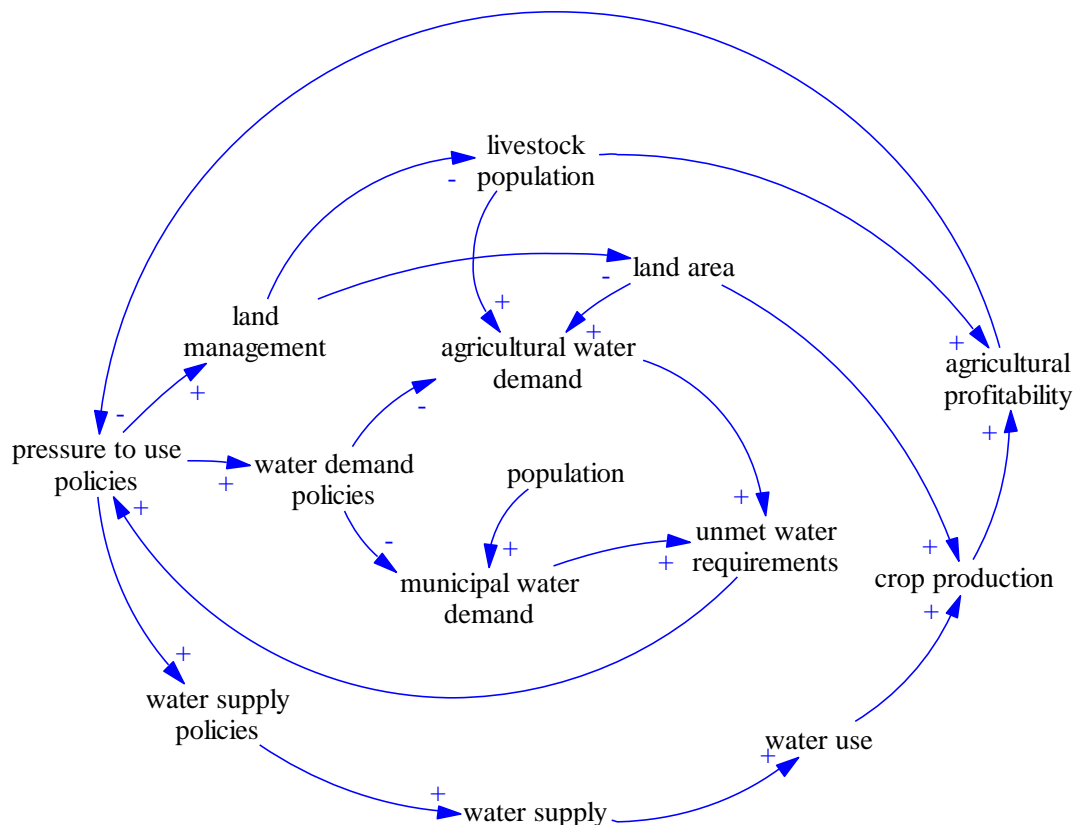 livestock
population
-
land area
-
land
management
+
+
agricultural water
demand
+
agricultural
profitability
-
+
-
+
pressure to use
policies
+
water demand
policies
population
+
+
unmet water
requirements
-
+
+
municipal water
demand
+
crop production
+
+
water supply
policies
water use
+
+
water supply